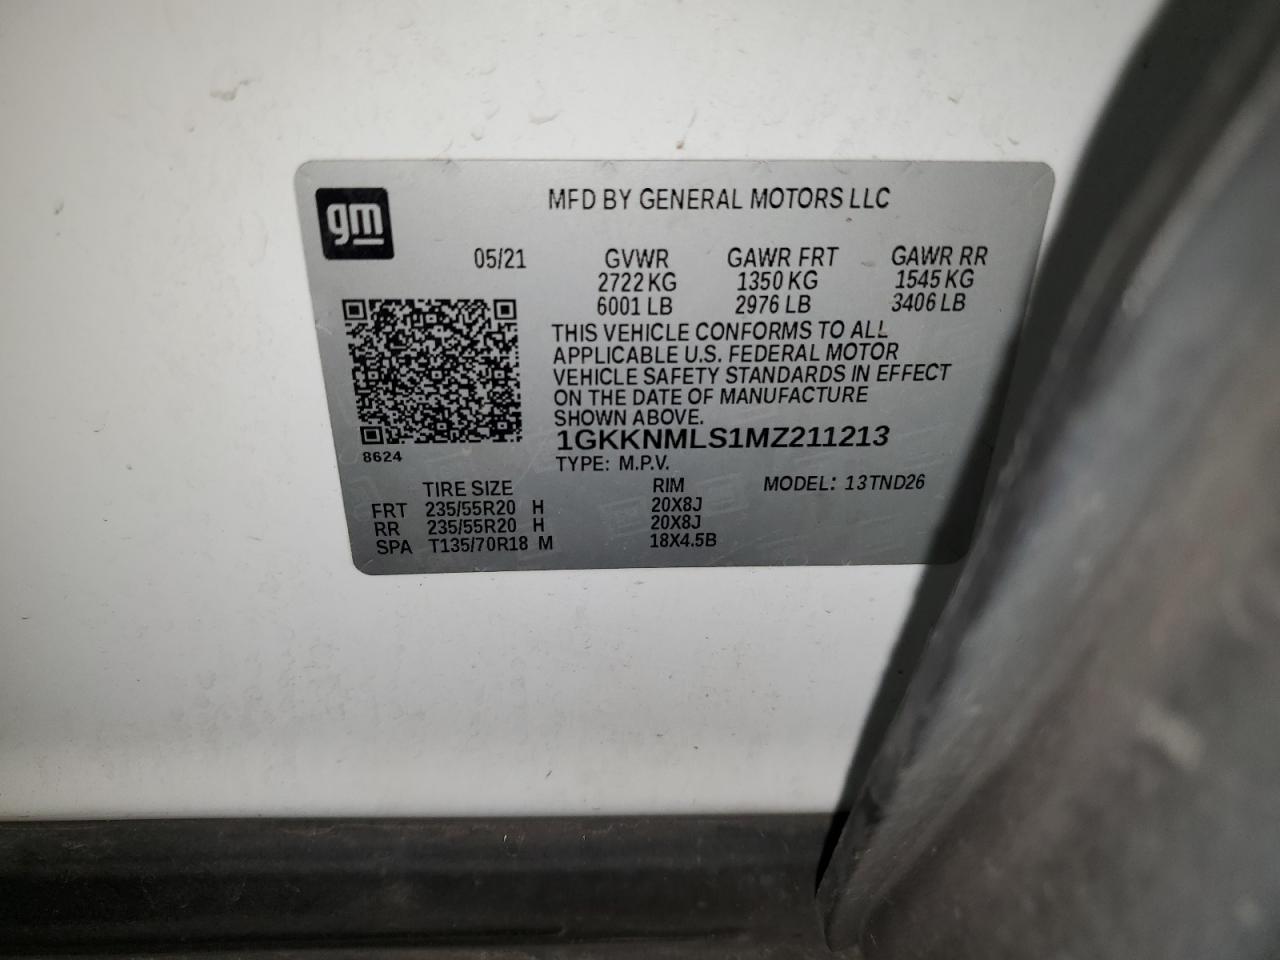 MFD BY GENERAL MOTORS LLC
gm
05/21 GVWR GAWR FRT GAWR RR
2722 KG 1350 KG 1545 KG
6001 LB 2976 LB 3406 LB
THIS VEHICLE CONFORMS TO ALL
APPLICABLE U.S. FEDERAL MOTOR
VEHICLE SAFETY STANDARDS IN EFFECT
ON THE DATE OF MANUFACTURE
SHOWN ABOVE.
1GKKNMLS1MZ211213
8624
TYPE: M.P.V.
MODEL: 13TND26
TIRE SIZE RIM
FRT 235/55R20 H 20X8J
RR 235/55R20 H 20X8J
SPA T135/70R18 M 18X4.5B